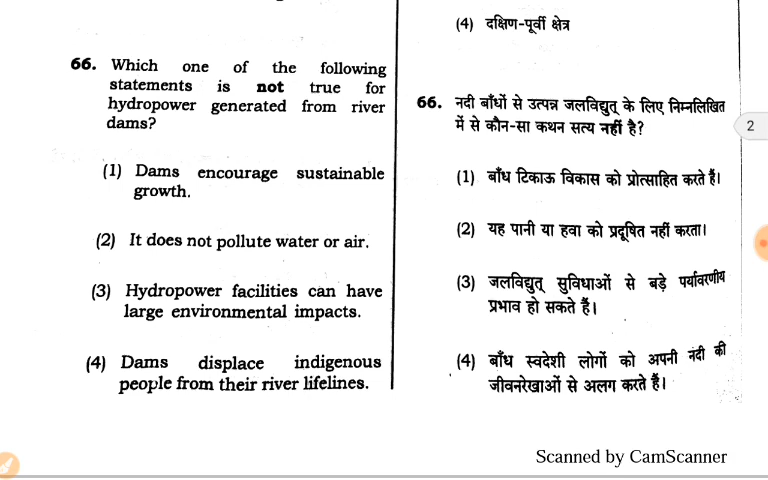 66. Which one of the following
statements is not true for
hydropower generated from river
dams?
(1) Dams encourage sustainable
growth.
(2) It does not pollute water or air.
(3) Hydropower facilities can have
large environmental impacts.
(4) Dams displace indigenous
people from their river lifelines.
(4) दक्षिण-पूर्वी क्षेत्र
66. नदी बाँधों से उत्पन्न जलविद्युत् के लिए निम्नलिखित
में से कौन-सा कथन सत्य नहीं है?
(1) बाँध टिकाऊ विकास को प्रोत्साहित करते हैं।
(2) यह पानी या हवा को प्रदूषित नहीं करता।
(3) जलविद्युत् सुविधाओं से बड़े पर्यावरणीय
प्रभाव हो सकते हैं।
(4) बाँध स्वदेशी लोगों को अपनी नदी की
जीवनरेखाओं से अलग करते हैं।
2
Scanned by CamScanner